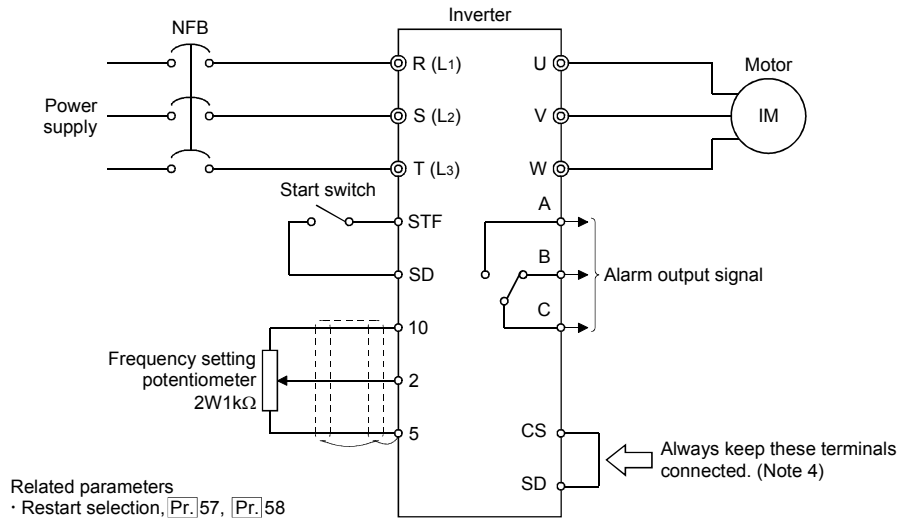 Inverter
NFB
R (L1)
U
Motor
Power
supply
S (L2)
V
IM
T (L3)
W
Start switch
STF
A
SD
B
Alarm output signal
C
10
Frequency setting
potentiometer
2W1kΩ
2
5
CS
Always keep these terminals
connected. (Note 4)
SD
Related parameters
· Restart selection, Pr. 57, Pr. 58